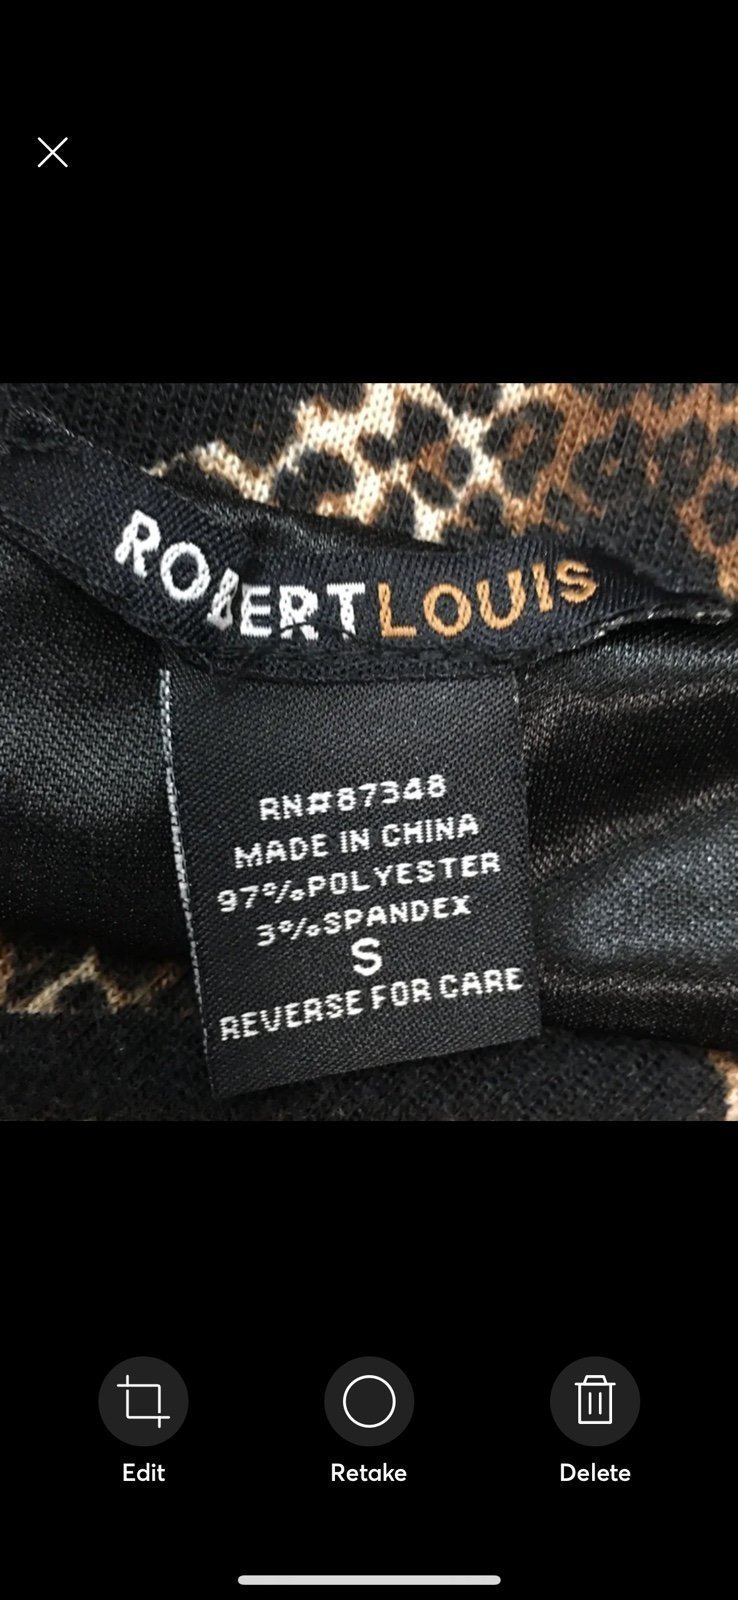 ROBERTLOUIS
RN#87348
MADE IN CHINA
97%POLYESTER
3%SPANDEX
S
REVERSE FOR CARE
Edit
Retake
Delete